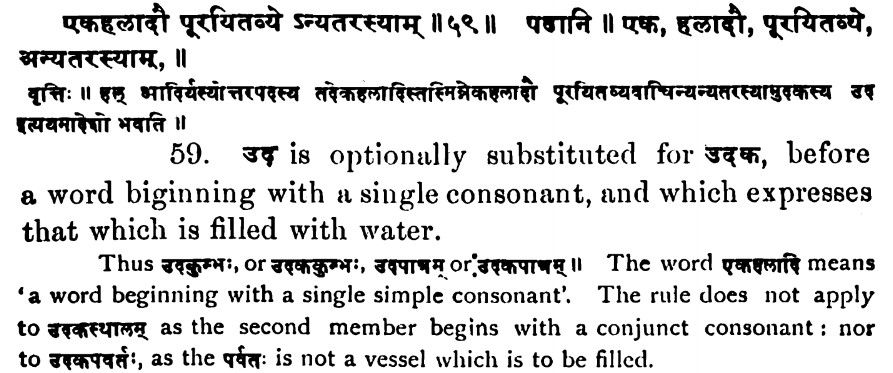 एकहलादौ पूरयितव्ये ऽन्यतरस्याम् ॥ ५९ ॥ पदानि ॥ एक, हलादौ, पूरयितव्ये,
अन्यतरस्याम्, ॥
वृत्तिः ॥ हल् आदिर्यस्योत्तरपदस्य तदेकहलादिस्तस्मिन्नेकहलादौ पूरयितव्यवाचिन्यन्यतरस्यामुदकस्य उद
इत्ययमादेशो भवति ॥
59. उद is optionally substituted for उदक, before
a word biginning with a single consonant, and which expresses
that which is filled with water.
Thus उदकुम्भः, or उदककुम्भः, उदपात्रम् or उदकपात्रम् ॥ The word एकहलादि means
‘a word beginning with a single simple consonant’. The rule does not apply
to उदकस्थालम् as the second member begins with a conjunct consonant : nor
to उदकपवर्तः, as the पर्वतः is not a vessel which is to be filled.